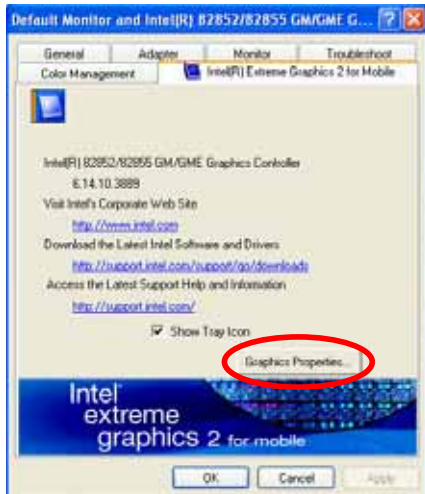 Default Monitor and Intel(R) 82852/82855 GM/GME G...
General Adapter Monitor Troubleshoot
Color Management Intel(R) Extreme Graphics 2 for Mobile
Intel(R) 82852/82855 GM/GME Graphics Controller
6.14.10.3889
Visit Intel's Corporate Web Site
http://www.intel.com
Download the Latest Intel Software and Drivers
http://support.intel.com/support/go/downloads
Access the Latest Support Help and Information
http://support.intel.com/
Show Tray Icon
Graphics Properties...
Intel
extreme
graphics 2 for mobile
OK Cancel Apply